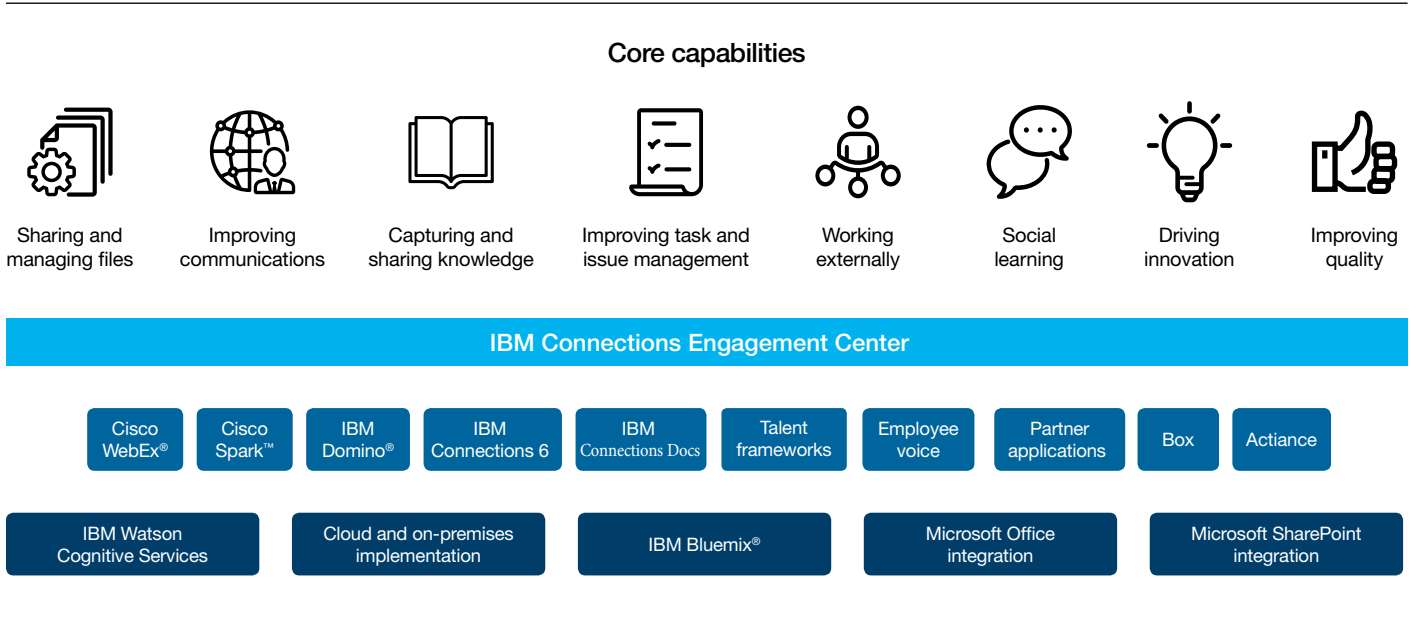 Core capabilities
Sharing and
managing files
Improving
communications
Capturing and
sharing knowledge
Improving task and
issue management
Working
externally
Social
learning
Driving
innovation
Improving
quality
IBM Connections Engagement Center
Cisco
WebEx®
Cisco
Spark™
IBM
Domino®
IBM
Connections 6
IBM
Connections Docs
Talent
frameworks
Employee
voice
Partner
applications
Box
Actiance
IBM Watson
Cognitive Services
Cloud and on-premises
implementation
IBM Bluemix®
Microsoft Office
integration
Microsoft SharePoint
integration